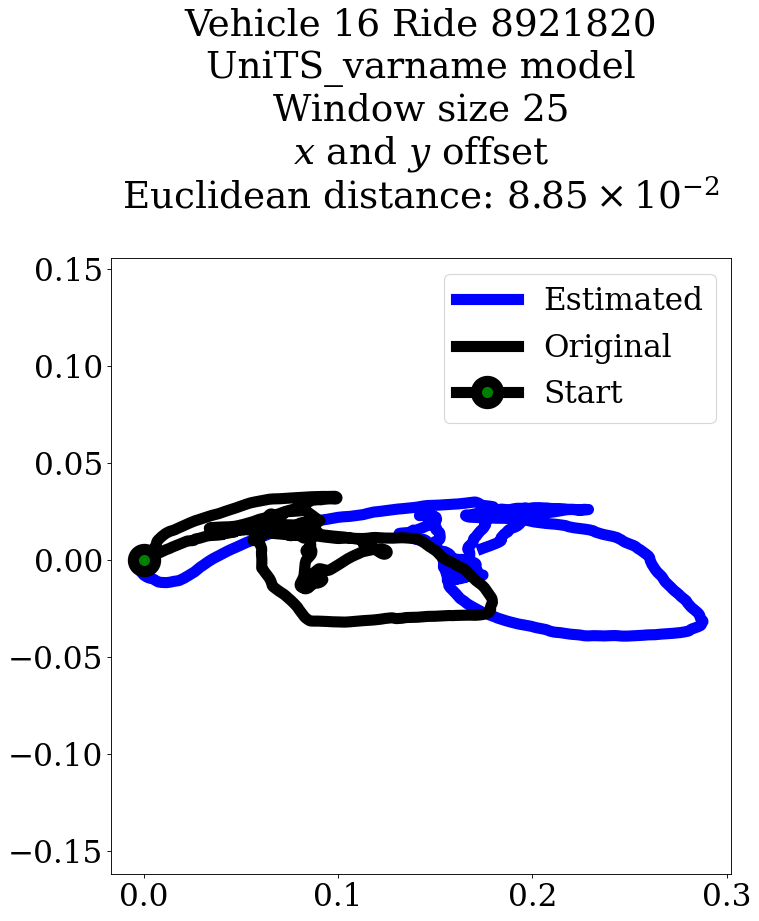 Vehicle 16 Ride 8921820
UniTS_varname model
Window size 25
x and y offset
Euclidean distance: 8.85 × 10⁻²
0.15
Estimated
Original
Start
0.10
0.05
0.00
−0.05
−0.10
−0.15
0.0 0.1 0.2 0.3